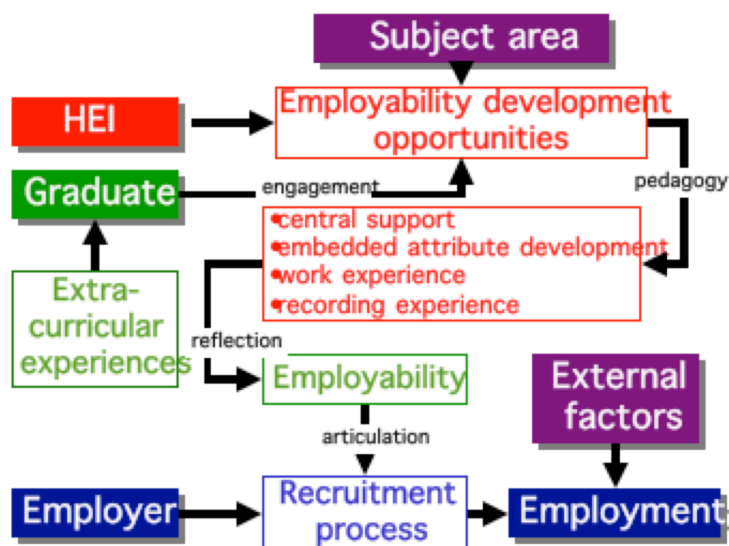 Subject area
HEI
Employability development
opportunities
Graduate
engagement
pedagogy
•central support
•embedded attribute development
•work experience
•recording experience
Extra-
curricular
experiences
reflection
Employability
External
factors
articulation
Employer
Recruitment
process
Employment